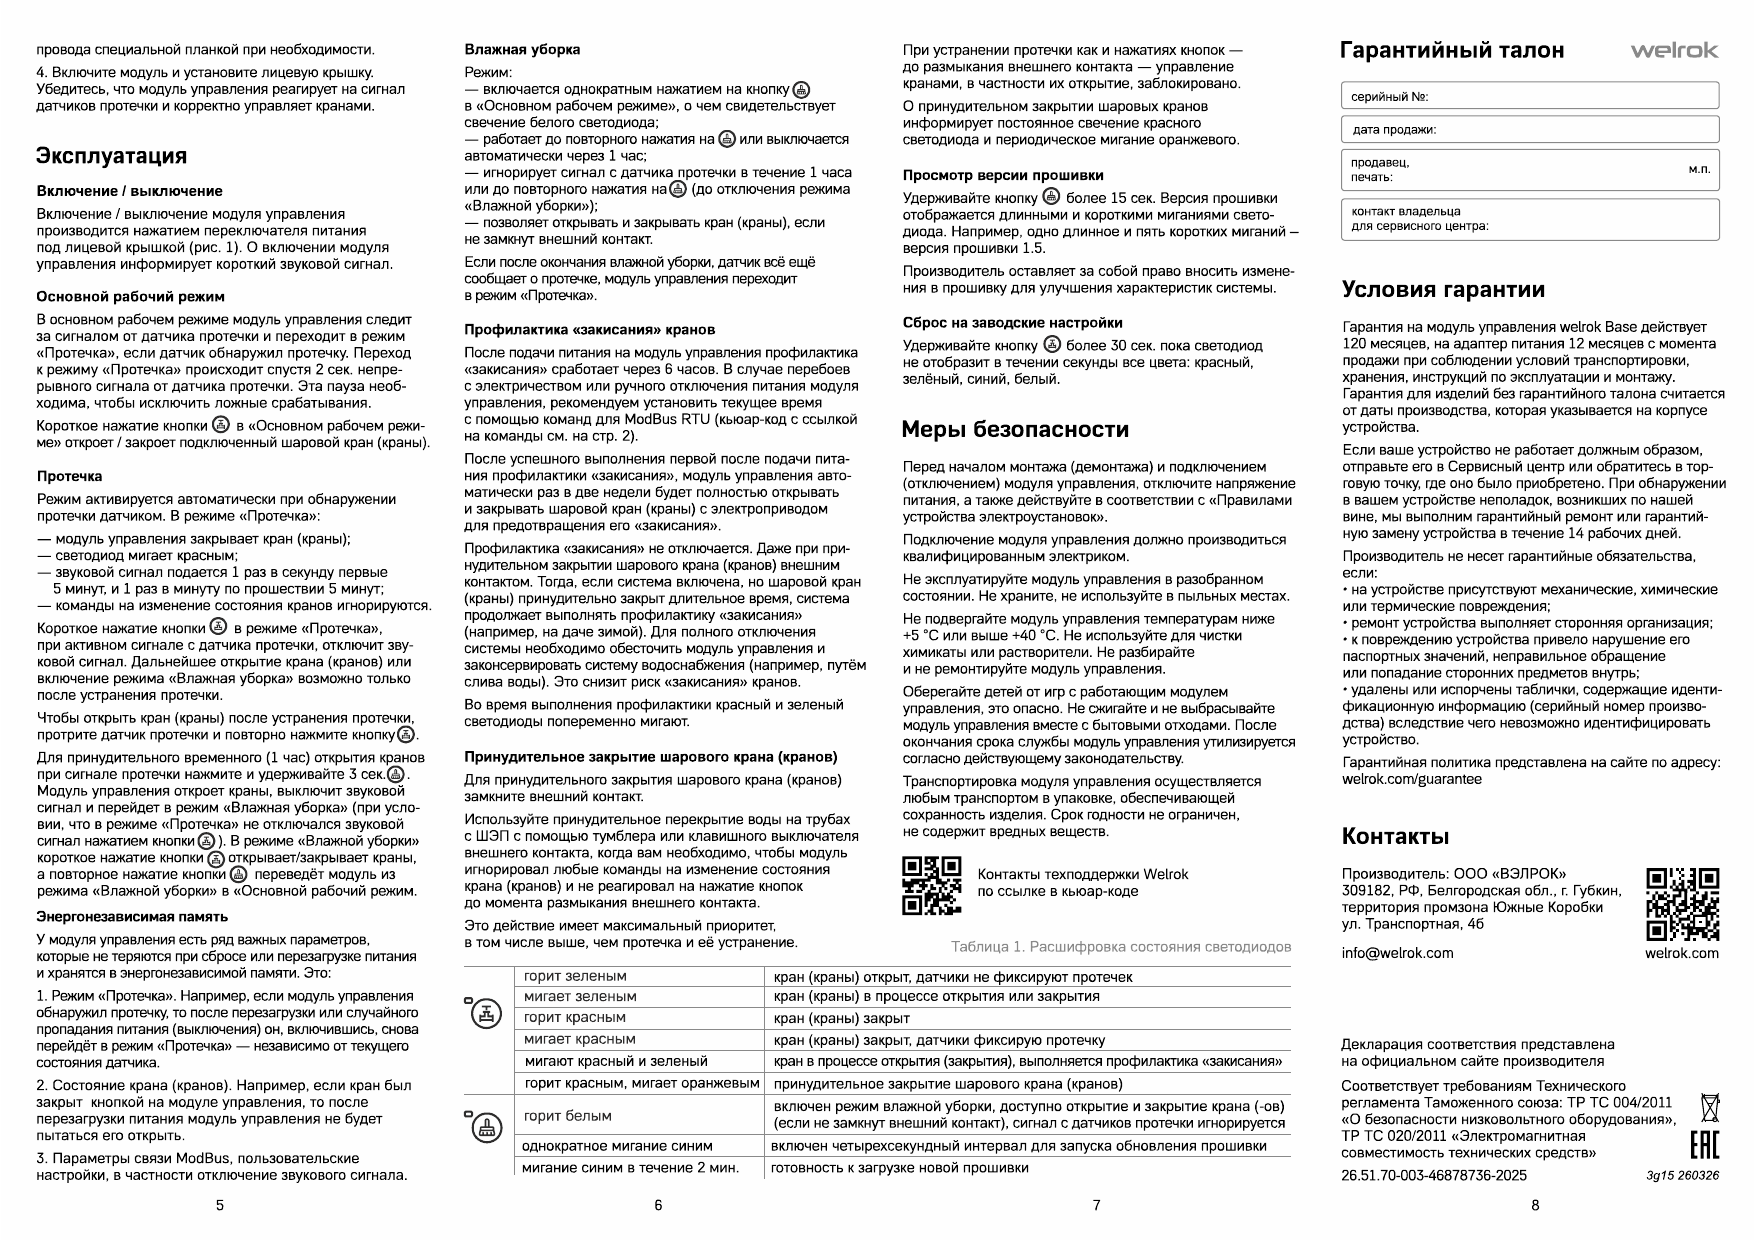 провода специальной планкой при необходимости.
4. Включите модуль и установите лицевую крышку.
Убедитесь, что модуль управления реагирует на сигнал
датчиков протечки и корректно управляет кранами.
Эксплуатация
Включение / выключение
Включение / выключение модуля управления
производится нажатием переключателя питания
под лицевой крышкой (рис. 1). О включении модуля
управления информирует короткий звуковой сигнал.
Основной рабочий режим
В основном рабочем режиме модуль управления следит
за сигналом от датчика протечки и переходит в режим
«Протечка», если датчик обнаружил протечку. Переход
к режиму «Протечка» происходит спустя 2 сек. непре-
рывного сигнала от датчика протечки. Эта пауза необ-
ходима, чтобы исключить ложные срабатывания.
Короткое нажатие кнопки в «Основном рабочем режи-
ме» откроет / закроет подключенный шаровой кран (краны).
Протечка
Режим активируется автоматически при обнаружении
протечки датчиком. В режиме «Протечка»:
— модуль управления закрывает кран (краны);
— светодиод мигает красным;
— звуковой сигнал подается 1 раз в секунду первые
5 минут, и 1 раз в минуту по прошествии 5 минут;
— команды на изменение состояния кранов игнорируются.
Короткое нажатие кнопки в режиме «Протечка»,
при активном сигнале с датчика протечки, отключит зву-
ковой сигнал. Дальнейшее открытие крана (кранов) или
включение режима «Влажная уборка» возможно только
после устранения протечки.
Чтобы открыть кран (краны) после устранения протечки,
протрите датчик протечки и повторно нажмите кнопку .
Для принудительного временного (1 час) открытия кранов
при сигнале протечки нажмите и удерживайте 3 сек. .
Модуль управления откроет краны, выключит звуковой
сигнал и перейдет в режим «Влажная уборка» (при усло-
вии, что в режиме «Протечка» не отключался звуковой
сигнал нажатием кнопки ). В режиме «Влажной уборки»
короткое нажатие кнопки открывает/закрывает краны,
а повторное нажатие кнопки переведёт модуль из
режима «Влажной уборки» в «Основной рабочий режим.
Энергонезависимая память
У модуля управления есть ряд важных параметров,
которые не теряются при сбросе или перезагрузке питания
и хранятся в энергонезависимой памяти. Это:
1. Режим «Протечка». Например, если модуль управления
обнаружил протечку, то после перезагрузки или случайного
пропадания питания (выключения) он, включившись, снова
перейдёт в режим «Протечка» — независимо от текущего
состояния датчика.
2. Состояние крана (кранов). Например, если кран был
закрыт кнопкой на модуле управления, то после
перезагрузки питания модуль управления не будет
пытаться его открыть.
3. Параметры связи ModBus, пользовательские
настройки, в частности отключение звукового сигнала.
5
Влажная уборка
Режим:
— включается однократным нажатием на кнопку
в «Основном рабочем режиме», о чем свидетельствует
свечение белого светодиода;
— работает до повторного нажатия на или выключается
автоматически через 1 час;
— игнорирует сигнал с датчика протечки в течение 1 часа
или до повторного нажатия на (до отключения режима
«Влажной уборки»);
— позволяет открывать и закрывать кран (краны), если
не замкнут внешний контакт.
Если после окончания влажной уборки, датчик всё ещё
сообщает о протечке, модуль управления переходит
в режим «Протечка».
Профилактика «закисания» кранов
После подачи питания на модуль управления профилактика
«закисания» сработает через 6 часов. В случае перебоев
с электричеством или ручного отключения питания модуля
управления, рекомендуем установить текущее время
с помощью команд для ModBus RTU (кьюар-код с ссылкой
на команды см. на стр. 2).
После успешного выполнения первой после подачи пита-
ния профилактики «закисания», модуль управления авто-
матически раз в две недели будет полностью открывать
и закрывать шаровой кран (краны) с электроприводом
для предотвращения его «закисания».
Профилактика «закисания» не отключается. Даже при при-
нудительном закрытии шарового крана (кранов) внешним
контактом. Тогда, если система включена, но шаровой кран
(краны) принудительно закрыт длительное время, система
продолжает выполнять профилактику «закисания»
(например, на даче зимой). Для полного отключения
системы необходимо обесточить модуль управления и
законсервировать систему водоснабжения (например, путём
слива воды). Это снизит риск «закисания» кранов.
Во время выполнения профилактики красный и зеленый
светодиоды попеременно мигают.
Принудительное закрытие шарового крана (кранов)
Для принудительного закрытия шарового крана (кранов)
замкните внешний контакт.
Используйте принудительное перекрытие воды на трубах
с ШЭП с помощью тумблера или клавишного выключателя
внешнего контакта, когда вам необходимо, чтобы модуль
игнорировал любые команды на изменение состояния
крана (кранов) и не реагировал на нажатие кнопок
до момента размыкания внешнего контакта.
Это действие имеет максимальный приоритет,
в том числе выше, чем протечка и её устранение.
6
При устранении протечки как и нажатиях кнопок —
до размыкания внешнего контакта — управление
кранами, в частности их открытие, заблокировано.
О принудительном закрытии шаровых кранов
информирует постоянное свечение красного
светодиода и периодическое мигание оранжевого.
Просмотр версии прошивки
Удерживайте кнопку более 15 сек. Версия прошивки
отображается длинными и короткими миганиями свето-
диода. Например, одно длинное и пять коротких миганий –
версия прошивки 1.5.
Производитель оставляет за собой право вносить измене-
ния в прошивку для улучшения характеристик системы.
Сброс на заводские настройки
Удерживайте кнопку более 30 сек. пока светодиод
не отобразит в течении секунды все цвета: красный,
зелёный, синий, белый.
Меры безопасности
Перед началом монтажа (демонтажа) и подключением
(отключением) модуля управления, отключите напряжение
питания, а также действуйте в соответствии с «Правилами
устройства электроустановок».
Подключение модуля управления должно производиться
квалифицированным электриком.
Не эксплуатируйте модуль управления в разобранном
состоянии. Не храните, не используйте в пыльных местах.
Не подвергайте модуль управления температурам ниже
+5 °С или выше +40 °С. Не используйте для чистки
химикаты или растворители. Не разбирайте
и не ремонтируйте модуль управления.
Оберегайте детей от игр с работающим модулем
управления, это опасно. Не сжигайте и не выбрасывайте
модуль управления вместе с бытовыми отходами. После
окончания срока службы модуль управления утилизируется
согласно действующему законодательству.
Транспортировка модуля управления осуществляется
любым транспортом в упаковке, обеспечивающей
сохранность изделия. Срок годности не ограничен,
не содержит вредных веществ.
Контакты техподдержки Welrok
по ссылке в кьюар-коде
Таблица 1. Расшифровка состояния светодиодов
горит зеленым кран (краны) открыт, датчики не фиксируют протечек
мигает зеленым кран (краны) в процессе открытия или закрытия
горит красным кран (краны) закрыт
мигает красным кран (краны) закрыт, датчики фиксирую протечку
мигают красный и зеленый кран в процессе открытия (закрытия), выполняется профилактика «закисания»
горит красным, мигает оранжевым принудительное закрытие шарового крана (кранов)
горит белым включен режим влажной уборки, доступно открытие и закрытие крана (-ов)
(если не замкнут внешний контакт), сигнал с датчиков протечки игнорируется
однократное мигание синим включен четырехсекундный интервал для запуска обновления прошивки
мигание синим в течение 2 мин. готовность к загрузке новой прошивки
7
Гарантийный талон welrok
серийный №:
дата продажи:
продавец,
печать: м.п.
контакт владельца
для сервисного центра:
Условия гарантии
Гарантия на модуль управления welrok Base действует
120 месяцев, на адаптер питания 12 месяцев с момента
продажи при соблюдении условий транспортировки,
хранения, инструкций по эксплуатации и монтажу.
Гарантия для изделий без гарантийного талона считается
от даты производства, которая указывается на корпусе
устройства.
Если ваше устройство не работает должным образом,
отправьте его в Сервисный центр или обратитесь в тор-
говую точку, где оно было приобретено. При обнаружении
в вашем устройстве неполадок, возникших по нашей
вине, мы выполним гарантийный ремонт или гарантий-
ную замену устройства в течение 14 рабочих дней.
Производитель не несет гарантийные обязательства,
если:
• на устройстве присутствуют механические, химические
или термические повреждения;
• ремонт устройства выполняет сторонняя организация;
• к повреждению устройства привело нарушение его
паспортных значений, неправильное обращение
или попадание сторонних предметов внутрь;
• удалены или испорчены таблички, содержащие иденти-
фикационную информацию (серийный номер произво-
дства) вследствие чего невозможно идентифицировать
устройство.
Гарантийная политика представлена на сайте по адресу:
welrok.com/guarantee
Контакты
Производитель: ООО «ВЭЛРОК»
309182, РФ, Белгородская обл., г. Губкин,
территория промзона Южные Коробки
ул. Транспортная, 4б
info@welrok.com welrok.com
Декларация соответствия представлена
на официальном сайте производителя
Соответствует требованиям Технического
регламента Таможенного союза: ТР ТС 004/2011
«О безопасности низковольтного оборудования»,
ТР ТС 020/2011 «Электромагнитная
совместимость технических средств»
EAC
26.51.70-003-46878736-2025 3g15 260326
8